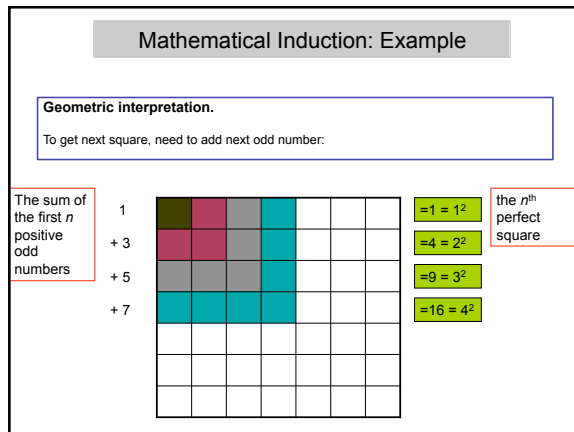 Mathematical Induction: Example
Geometric interpretation.
To get next square, need to add next odd number:
The sum of
the first n
positive
odd
numbers
1
+ 3
+ 5
+ 7
=1 = 1²
=4 = 2²
=9 = 3²
=16 = 4²
the nᵗʰ
perfect
square